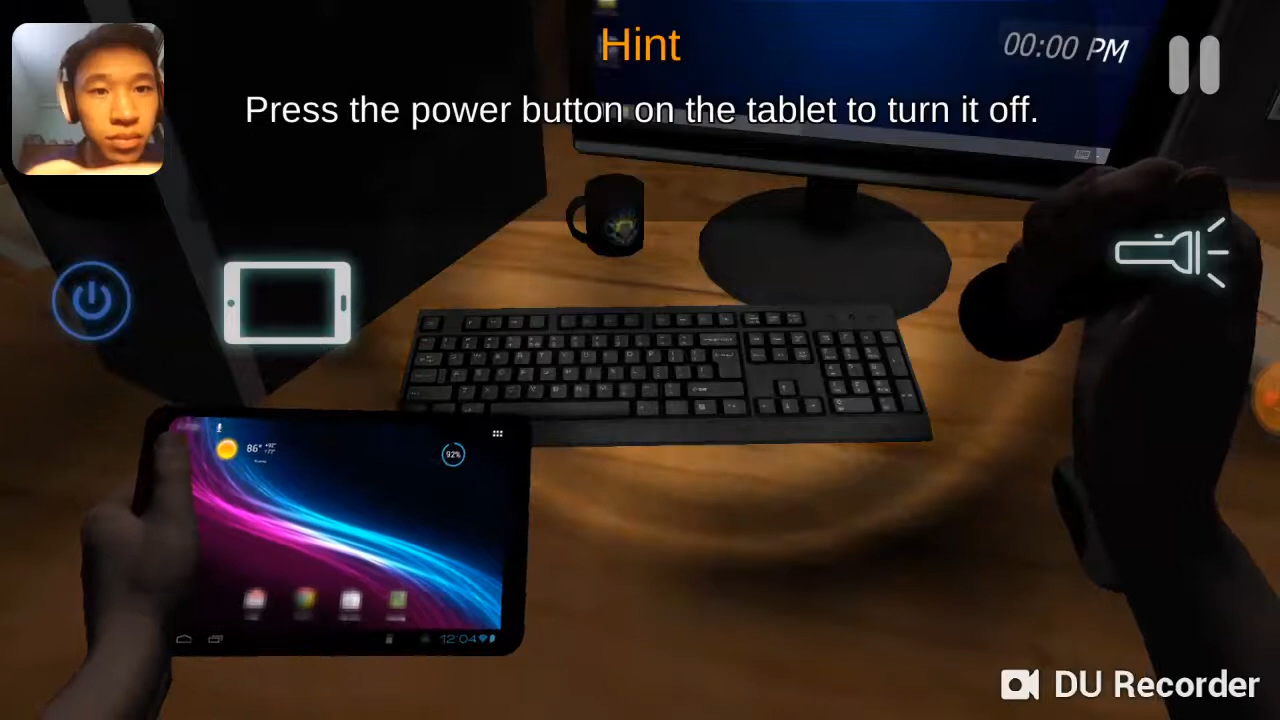 Hint
00:00 PM
Press the power button on the tablet to turn it off.
86°
92%
12:04
DU Recorder